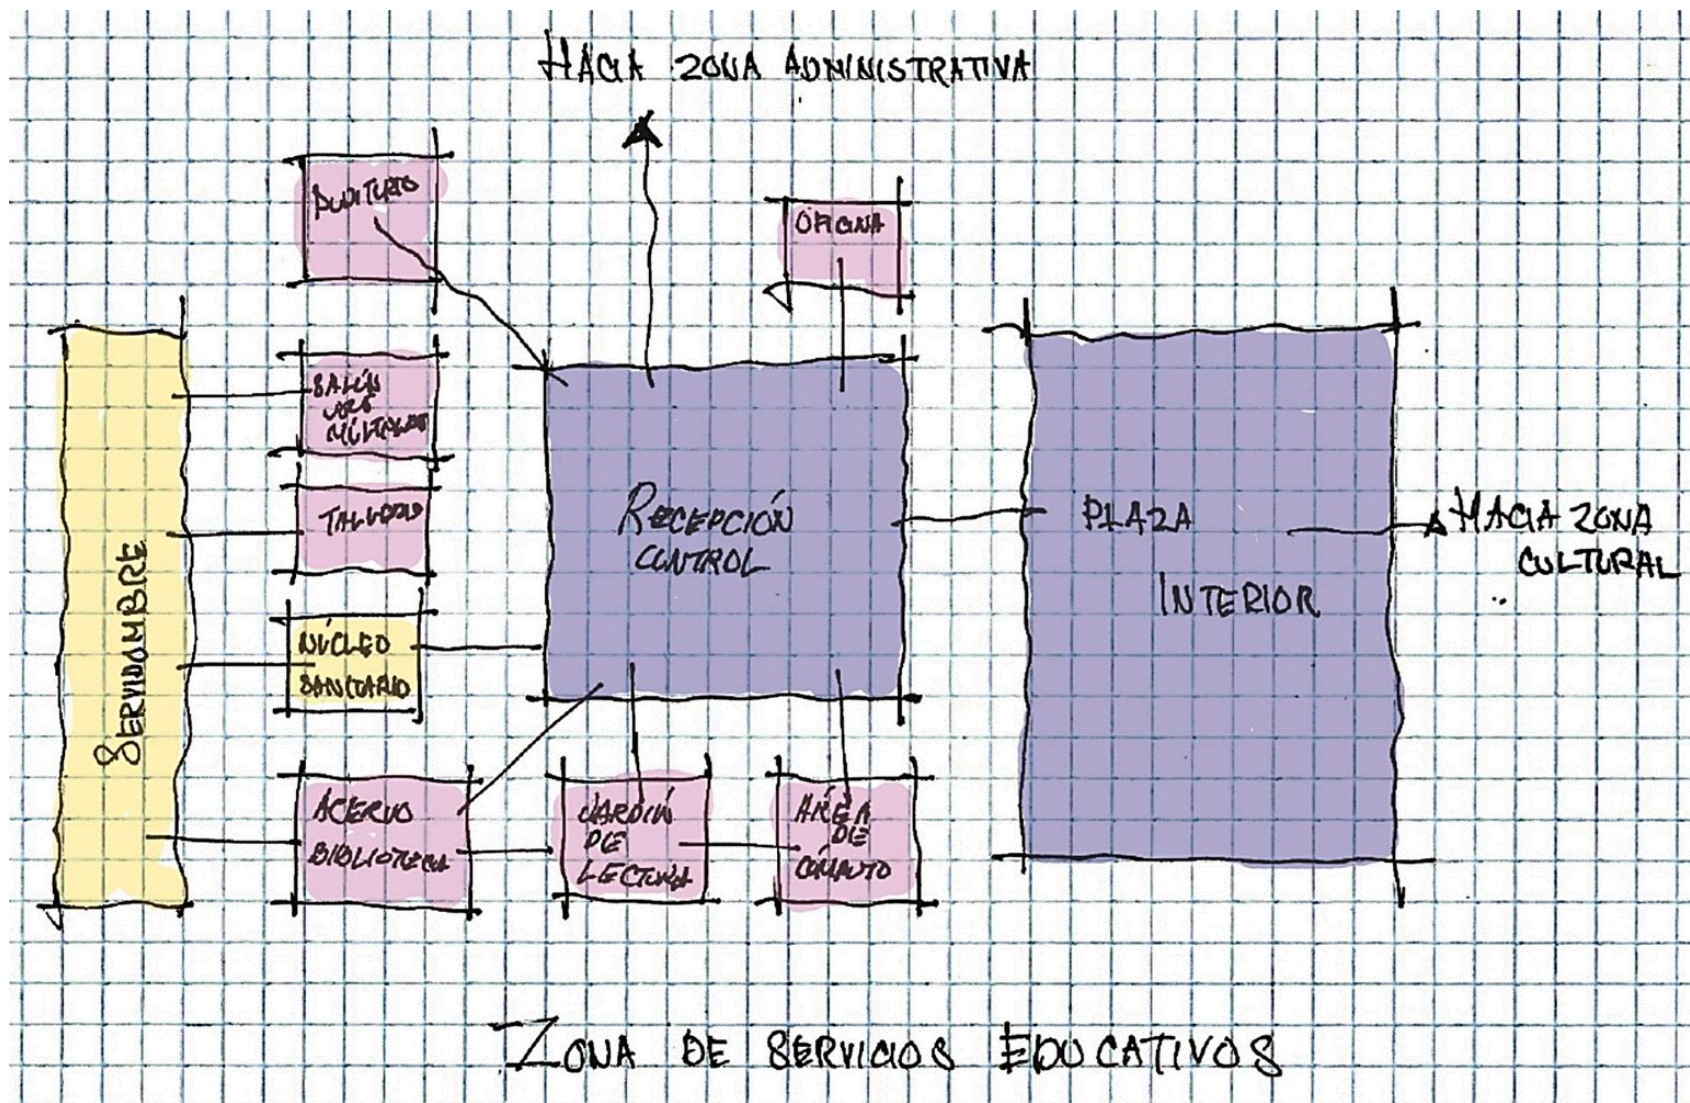 HACIA ZONA ADMINISTRATIVA
AUDITORIO
OFICINA
SALÓN
USOS
MÚLTIPLES
TALLERES
RECEPCIÓN
CONTROL
PLAZA
INTERIOR
HACIA ZONA
CULTURAL
SERVIDUMBRE
NÚCLEO
SANITARIO
ACERVO
BIBLIOTECA
JARDÍN
DE
LECTURA
ÁREA
DE
CÓMPUTO
ZONA DE SERVICIOS EDUCATIVOS